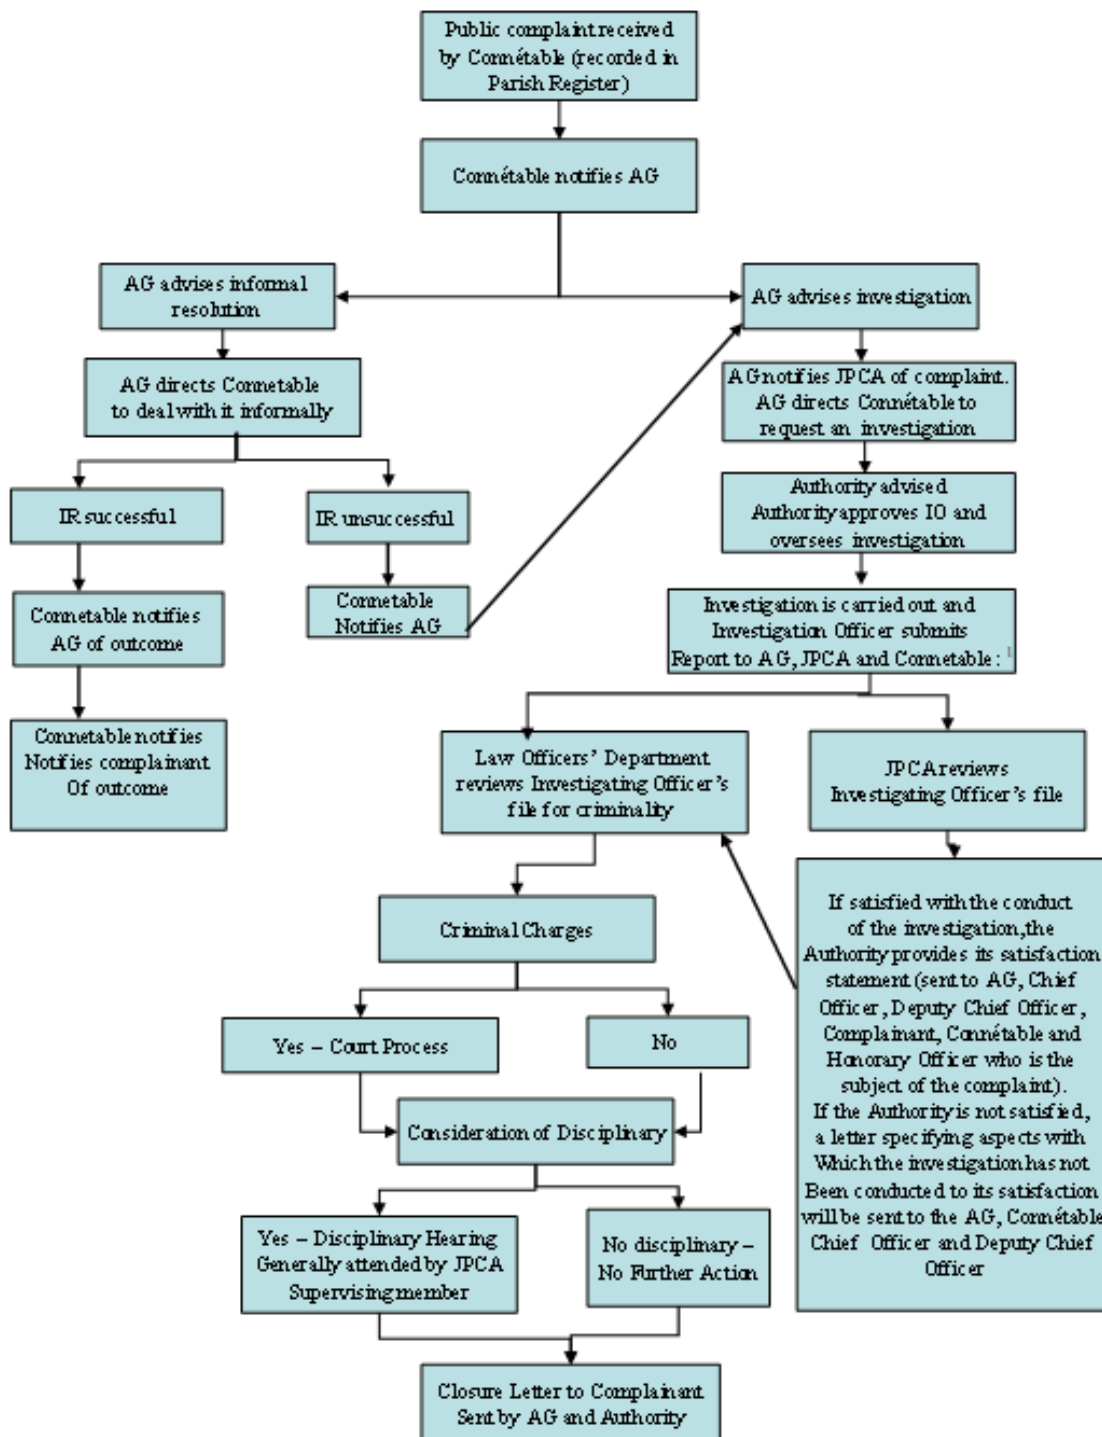 Public complaint received
by Connétable (recorded in
Parish Register)
Connétable notifies AG
AG advises informal
resolution
AG advises investigation
AG directs Connetable
to deal with it informally
AG notifies JPCA of complaint.
AG directs Connétable to
request an investigation
IR successful
IR unsuccessful
Authority advised
Authority approves IO and
oversees investigation
Connetable notifies
AG of outcome
Connetable
Notifies AG
Investigation is carried out and
Investigation Officer submits
Report to AG, JPCA and Connetable : 1
Connetable notifies
Notifies complainant
Of outcome
Law Officers’ Department
reviews Investigating Officer’s
file for criminality
JPCA reviews
Investigating Officer’s file
Criminal Charges
If satisfied with the conduct
of the investigation, the
Authority provides its satisfaction
statement (sent to AG, Chief
Officer, Deputy Chief Officer,
Complainant, Connétable and
Honorary Officer who is the
subject of the complaint).
If the Authority is not satisfied,
a letter specifying aspects with
Which the investigation has not
Been conducted to its satisfaction
will be sent to the AG, Connétable
Chief Officer and Deputy Chief
Officer
Yes – Court Process
No
Consideration of Disciplinary
Yes – Disciplinary Hearing
Generally attended by JPCA
Supervising member
No disciplinary –
No Further Action
Closure Letter to Complainant
Sent by AG and Authority